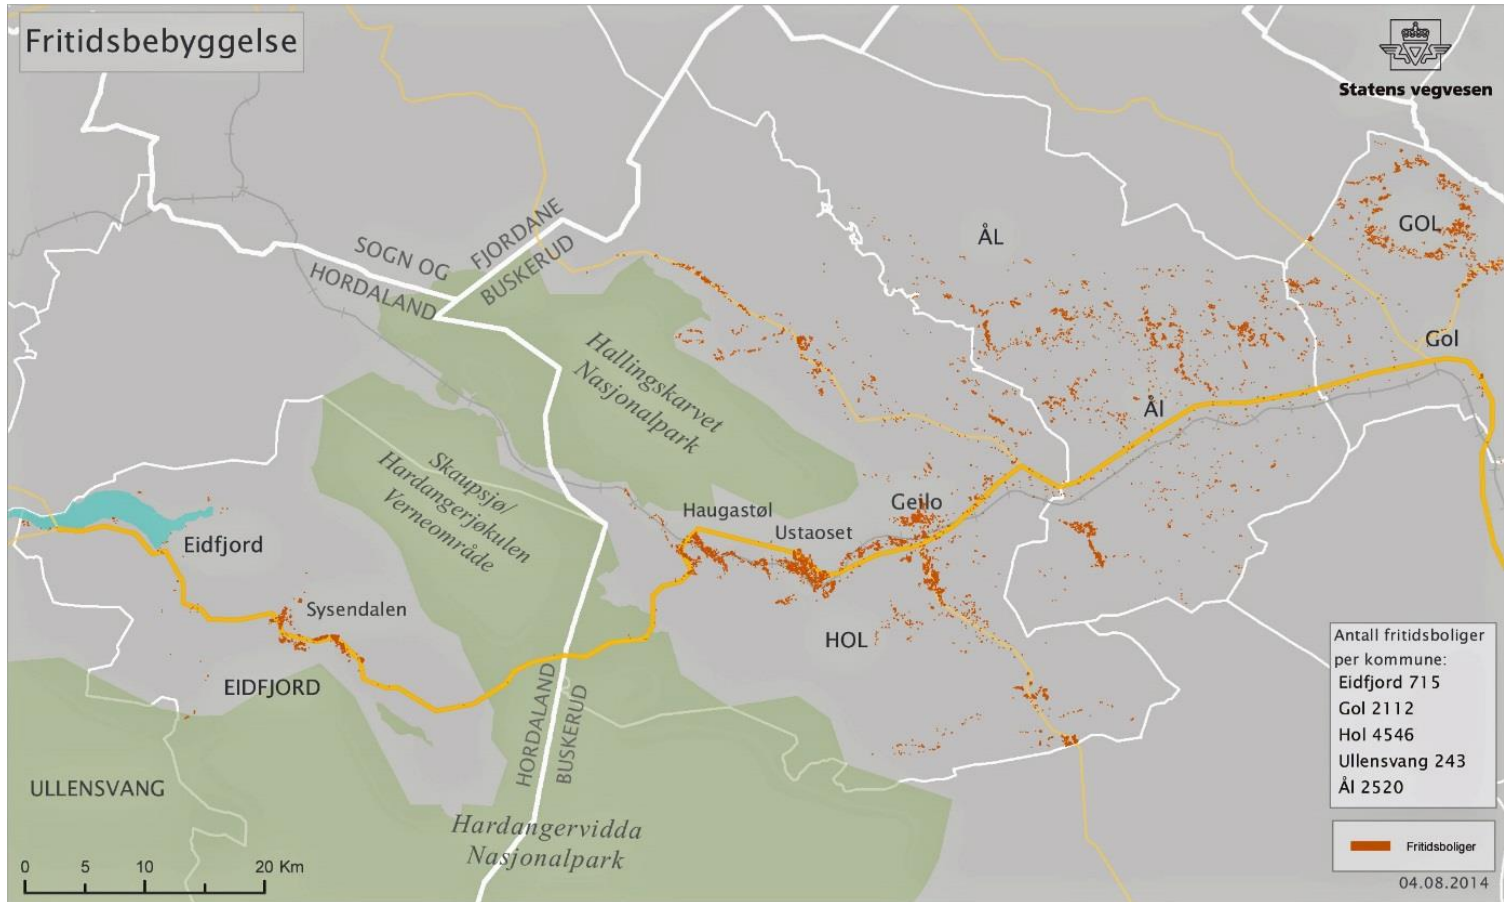 Fritidsbebyggelse
Statens vegvesen
SOGN OG
FJORDANE
HORDALAND
BUSKERUD
ÅL
GOL
Gol
Ål
Hallingskarvet
Nasjonalpark
Skaupsjø/
Hardangerjøkulen
Verneområde
Haugastøl
Ustaoset
Geilo
Eidfjord
Sysendalen
HOL
EIDFJORD
HORDALAND
BUSKERUD
ULLENSVANG
Hardangervidda
Nasjonalpark
0 5 10 20 Km
Antall fritidsboliger
per kommune:
Eidfjord 715
Gol 2112
Hol 4546
Ullensvang 243
Ål 2520
Fritidsboliger
04.08.2014